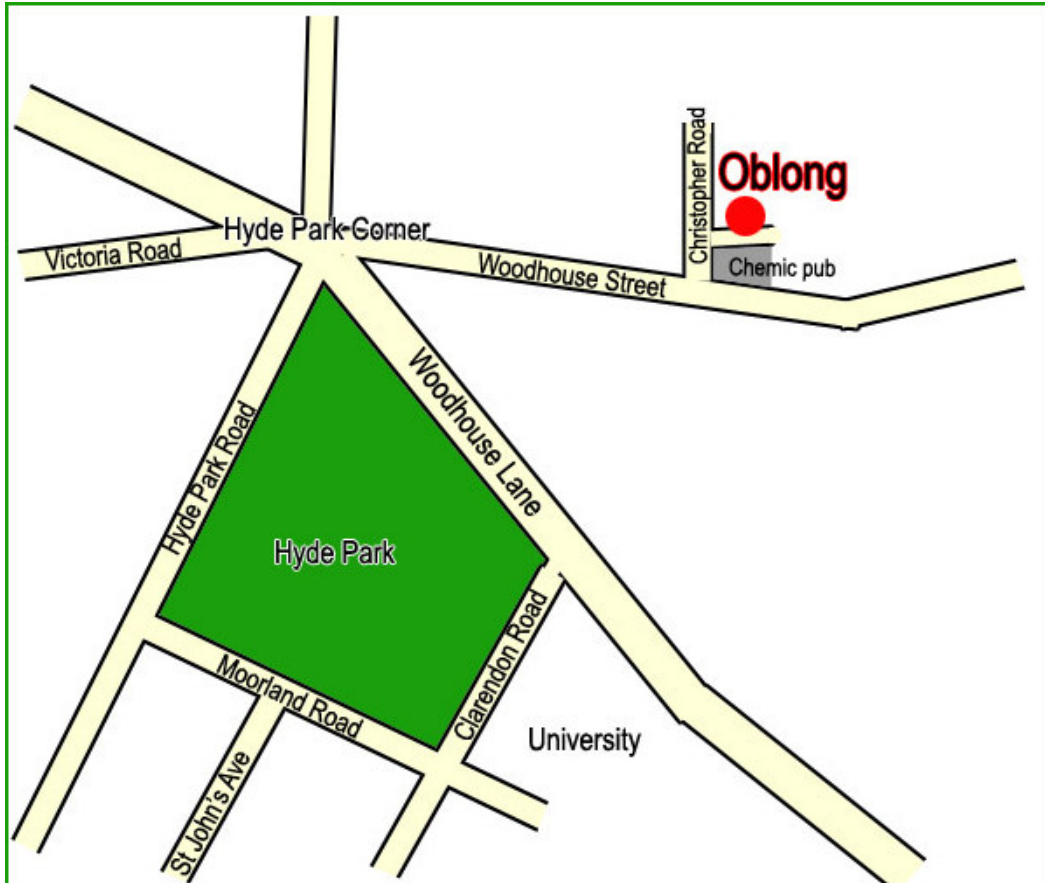 Christopher Road
Oblong
Hyde Park Corner
Victoria Road
Woodhouse Street
Chemic pub
Woodhouse Lane
Hyde Park Road
Hyde Park
Clarendon Road
Moorland Road
University
St John's Ave